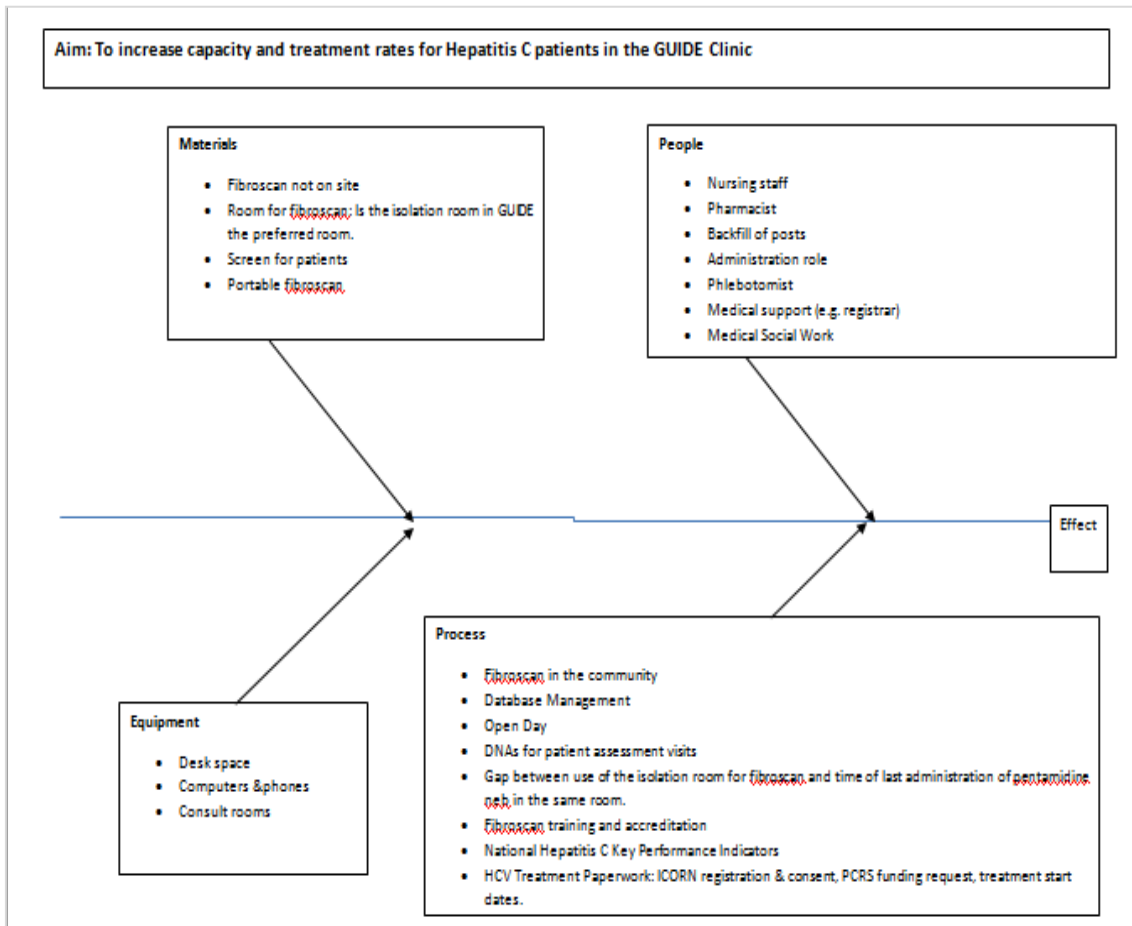 Aim: To increase capacity and treatment rates for Hepatitis C patients in the GUIDE Clinic
Materials
• Fibroscan not on site
• Room for fibroscan; Is the isolation room in GUIDE
the preferred room.
• Screen for patients
• Portable fibroscan
People
• Nursing staff
• Pharmacist
• Backfill of posts
• Administration role
• Phlebotomist
• Medical support (e.g. registrar)
• Medical Social Work
Effect
Equipment
• Desk space
• Computers &phones
• Consult rooms
Process
• Fibroscan in the community
• Database Management
• Open Day
• DNAs for patient assessment visits
• Gap between use of the isolation room for fibroscan and time of last administration of pentamidine
neb in the same room.
• Fibroscan training and accreditation
• National Hepatitis C Key Performance Indicators
• HCV Treatment Paperwork: ICORN registration & consent, PCRS funding request, treatment start
dates.